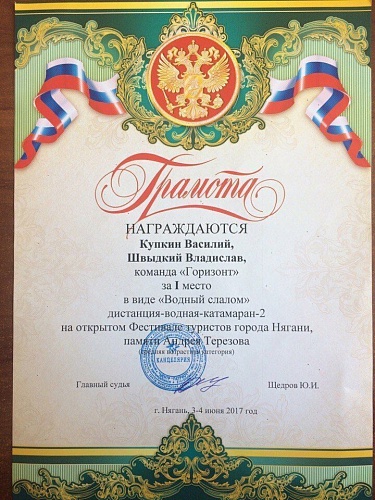 Грамота
НАГРАЖДАЮТСЯ
Купкин Василий,
Швыдкий Владислав,
команда «Горизонт»
за I место
в виде «Водный слалом»
дистанция-водная-катамаран-2
на открытом Фестивале туристов города Нягани,
памяти Андрея Терезова
(средняя возрастная категория)
КАНЦЕЛЯРИЯ
Главный судья Щедров Ю.И.
г. Нягань, 3-4 июня 2017 год